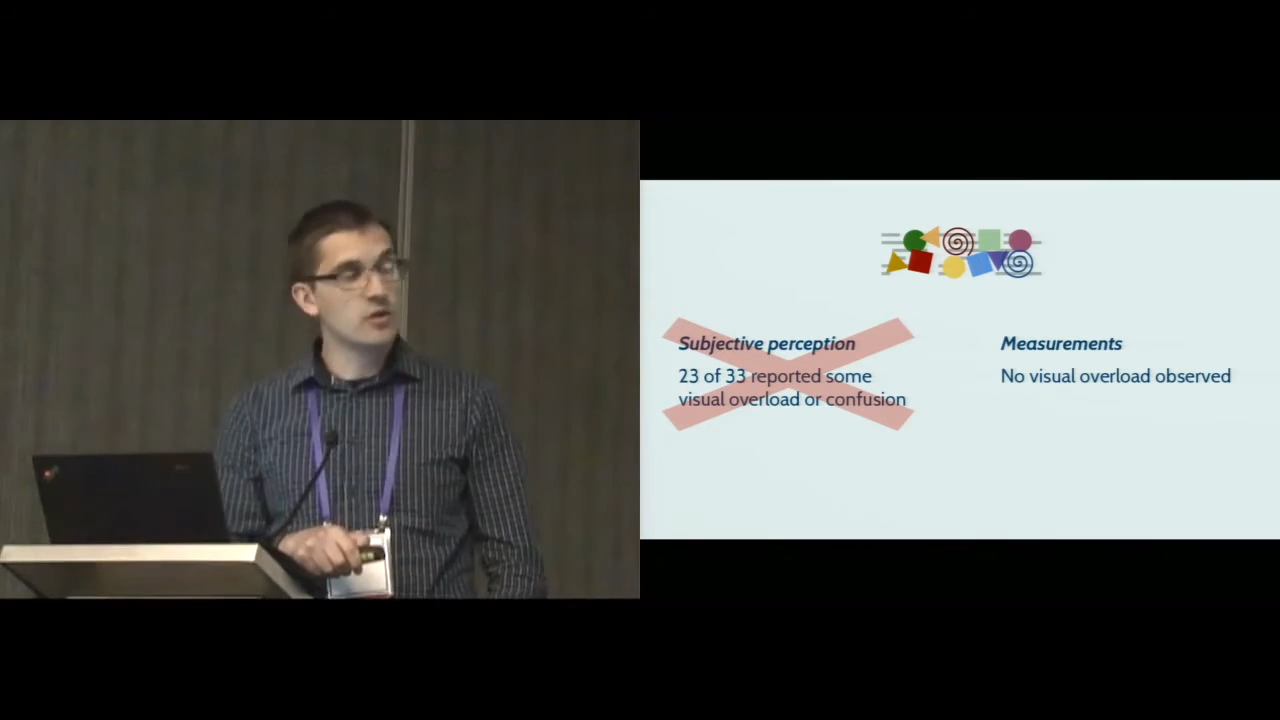 Subjective perception
23 of 33 reported some
visual overload or confusion
Measurements
No visual overload observed